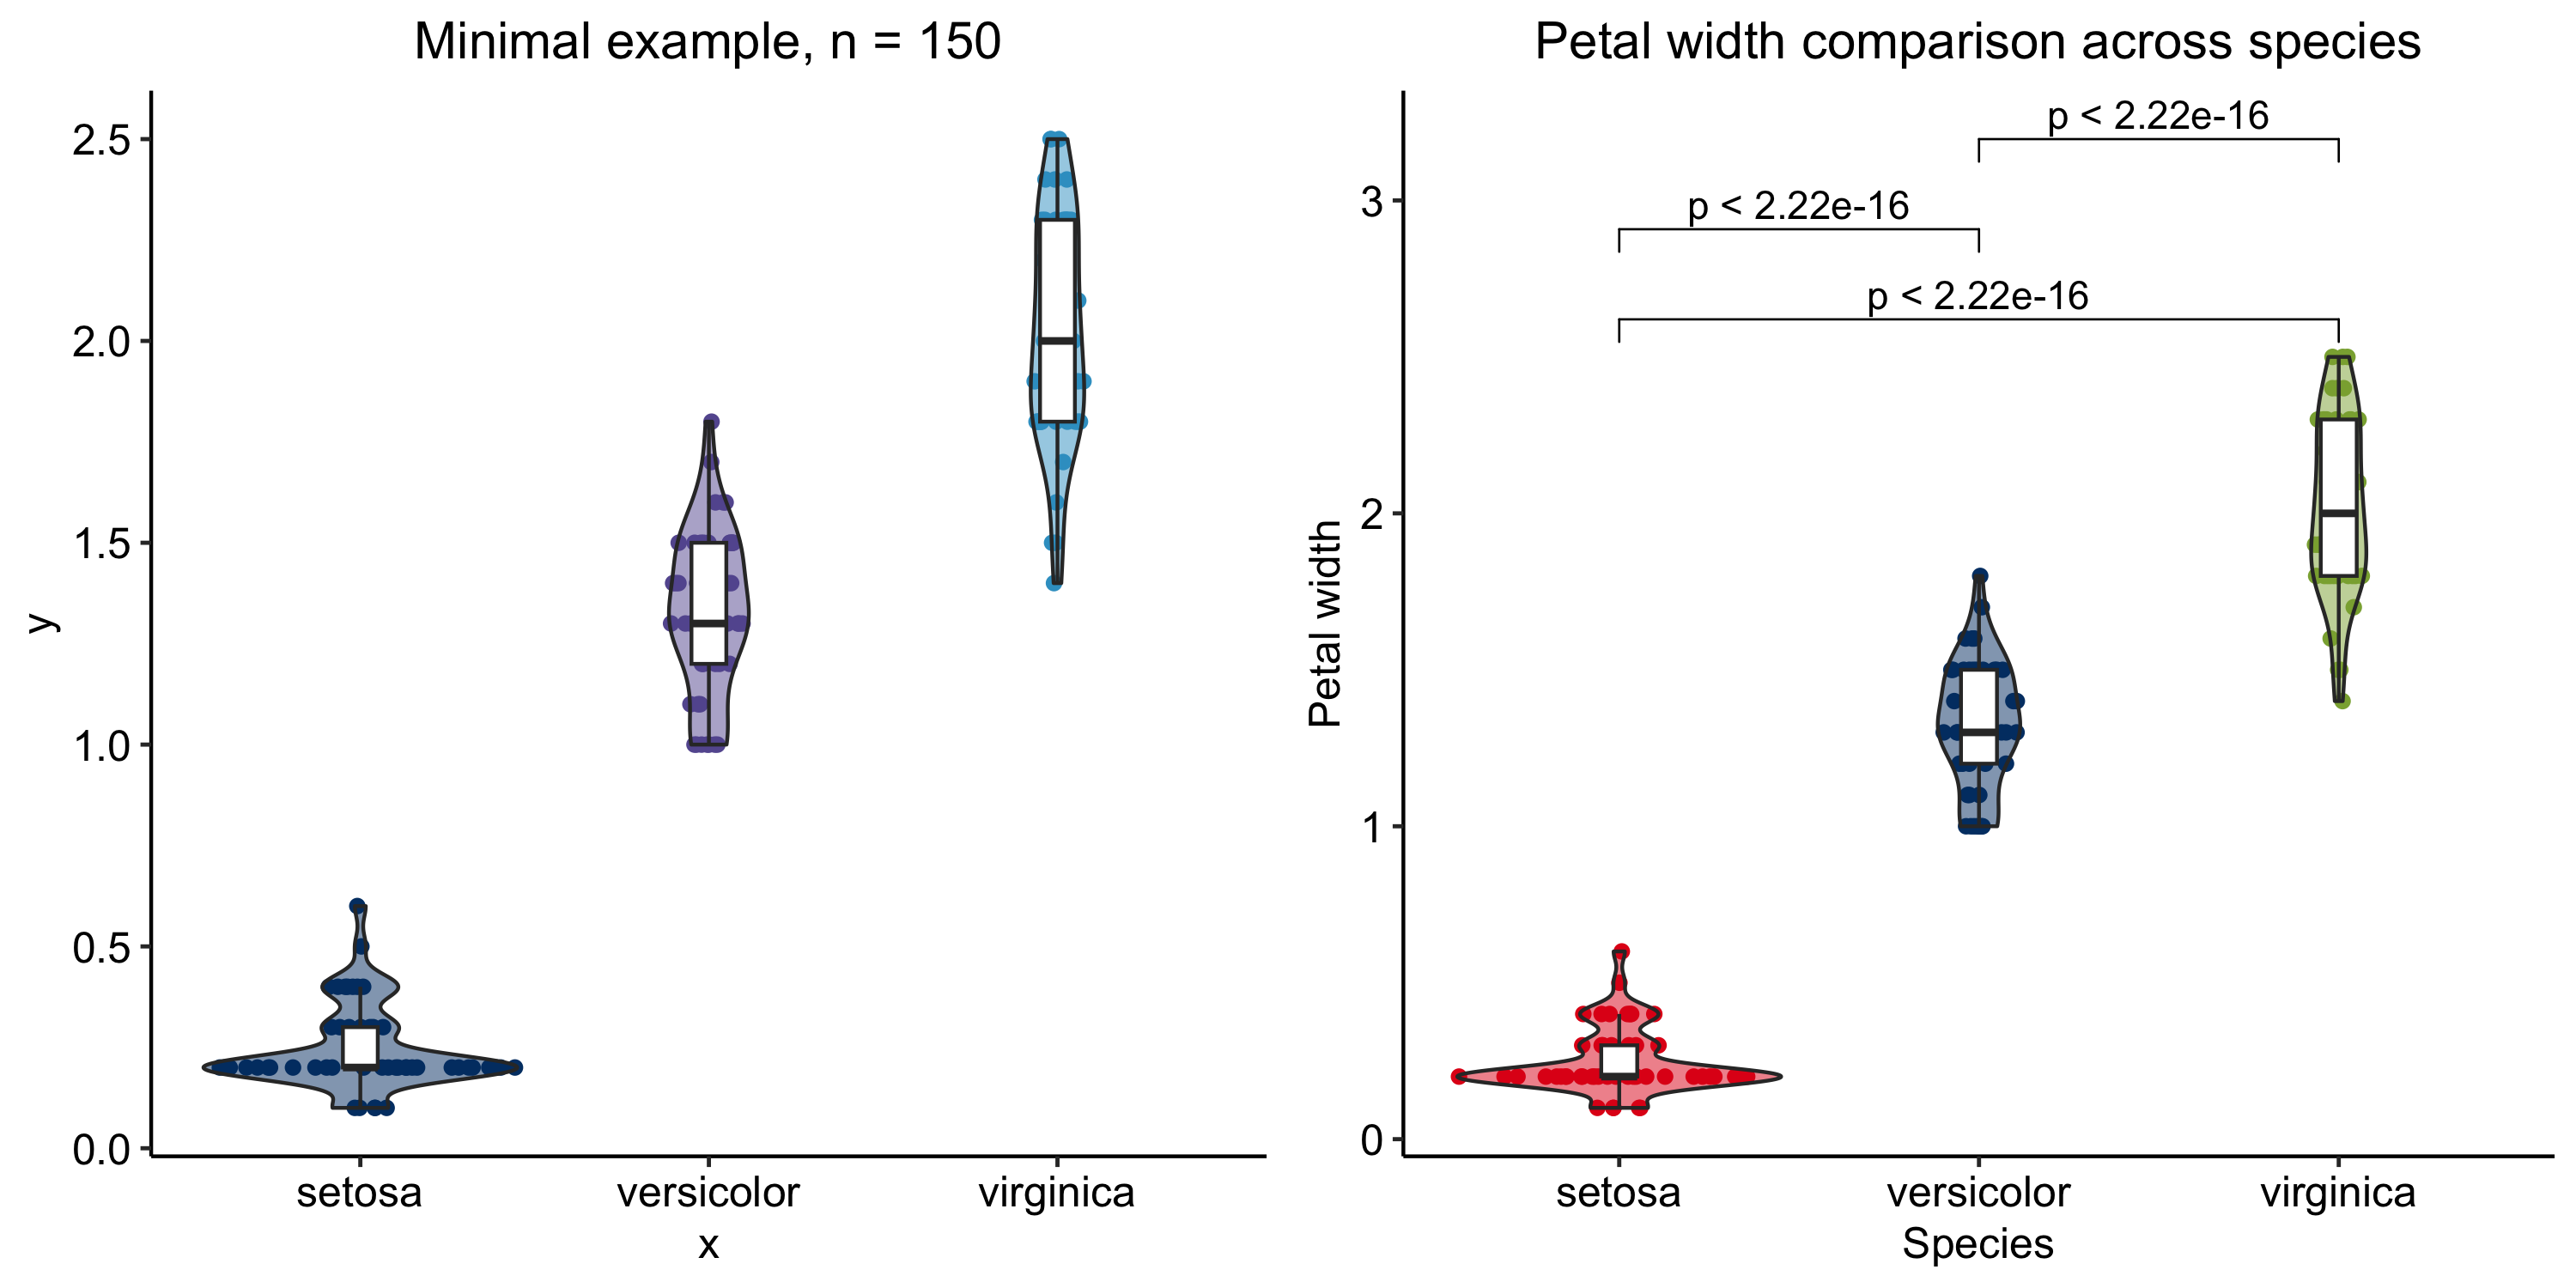 Minimal example, n = 150
2.5
2.0
1.5
1.0
0.5
0.0
y
setosa versicolor virginica
x
Petal width comparison across species
p < 2.22e-16
p < 2.22e-16
p < 2.22e-16
3
2
1
0
Petal width
setosa versicolor virginica
Species